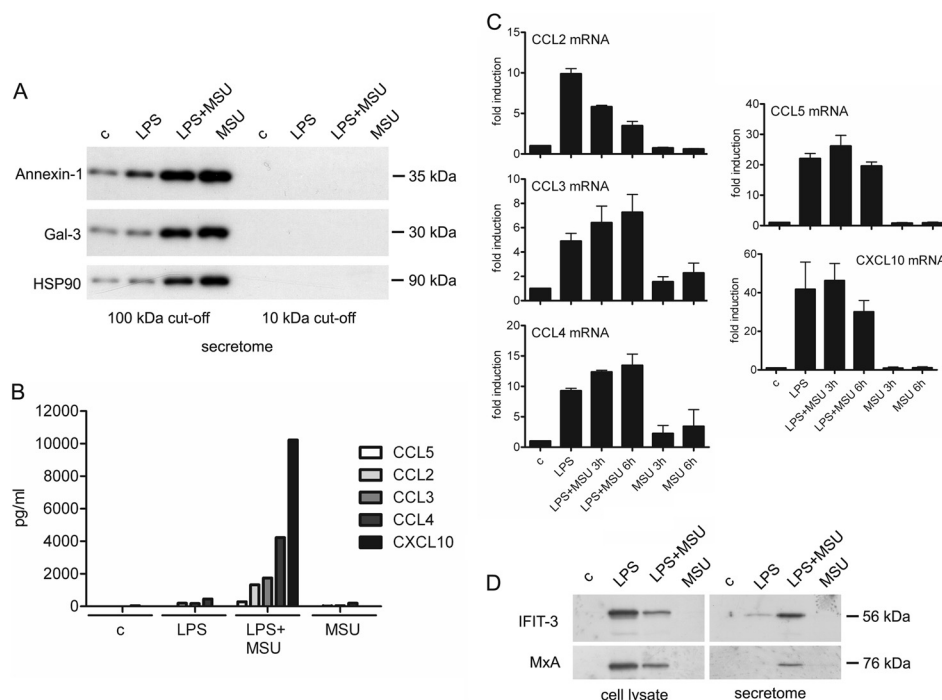 A
c LPS LPS+MSU MSU c LPS LPS+MSU MSU
Annexin-1 35 kDa
Gal-3 30 kDa
HSP90 90 kDa
100 kDa cut-off 10 kDa cut-off
secretome
B
pg/ml
12000
10000
8000
6000
4000
2000
0
c LPS LPS+ MSU
MSU
CCL5
CCL2
CCL3
CCL4
CXCL10
C
CCL2 mRNA
fold induction
15
10
5
0
CCL3 mRNA
fold induction
10
8
6
4
2
0
CCL4 mRNA
fold induction
20
15
10
5
0
c LPS LPS+MSU 3h LPS+MSU 6h MSU 3h MSU 6h
CCL5 mRNA
fold induction
40
30
20
10
0
CXCL10 mRNA
fold induction
60
40
20
0
c LPS LPS+MSU 3h LPS+MSU 6h MSU 3h MSU 6h
D
c LPS LPS+MSU MSU c LPS LPS+MSU MSU
IFIT-3 56 kDa
MxA 76 kDa
cell lysate secretome